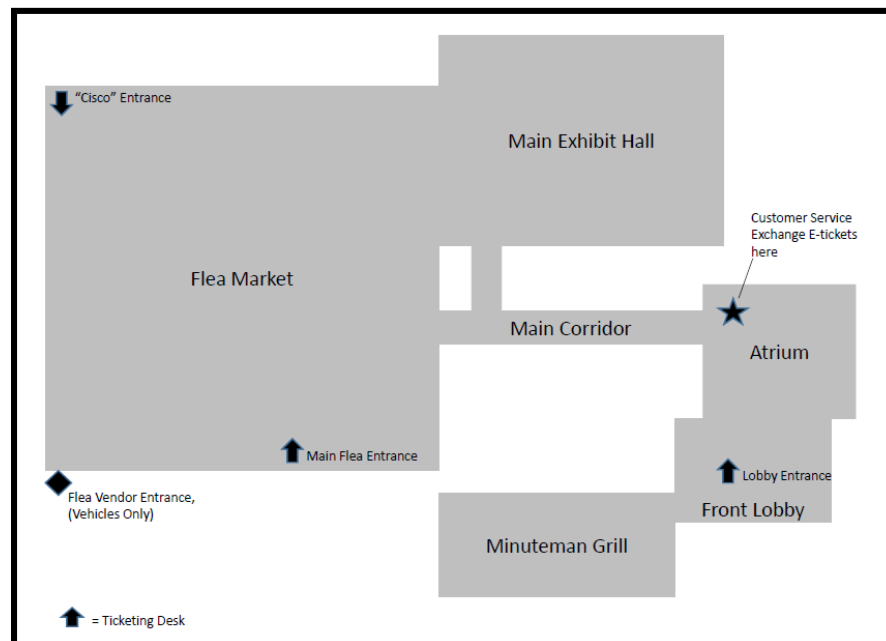 “Cisco” Entrance
Main Exhibit Hall
Customer Service
Exchange E-tickets
here
Flea Market
Main Corridor
Atrium
Main Flea Entrance
Lobby Entrance
Flea Vendor Entrance,
(Vehicles Only)
Front Lobby
Minuteman Grill
= Ticketing Desk